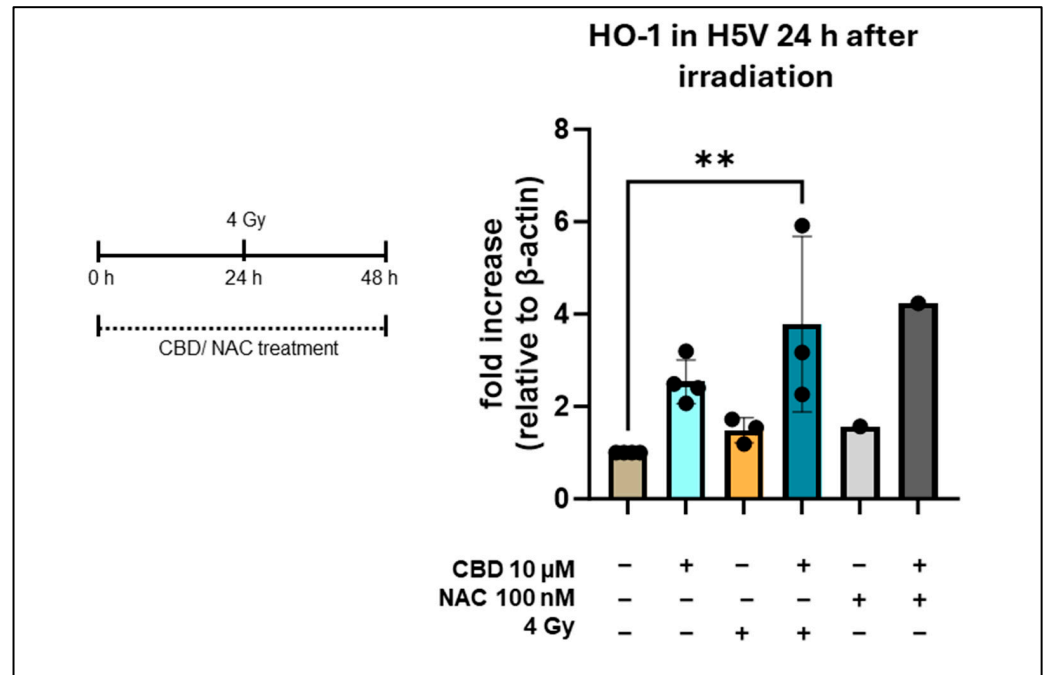 HO-1 in H5V 24 h after
irradiation
4 Gy
0 h 24 h 48 h
CBD/ NAC treatment
fold increase
(relative to β-actin)
8
6
4
2
0
**
CBD 10 µM – + – + – +
NAC 100 nM – – – – + +
4 Gy – – + + – –